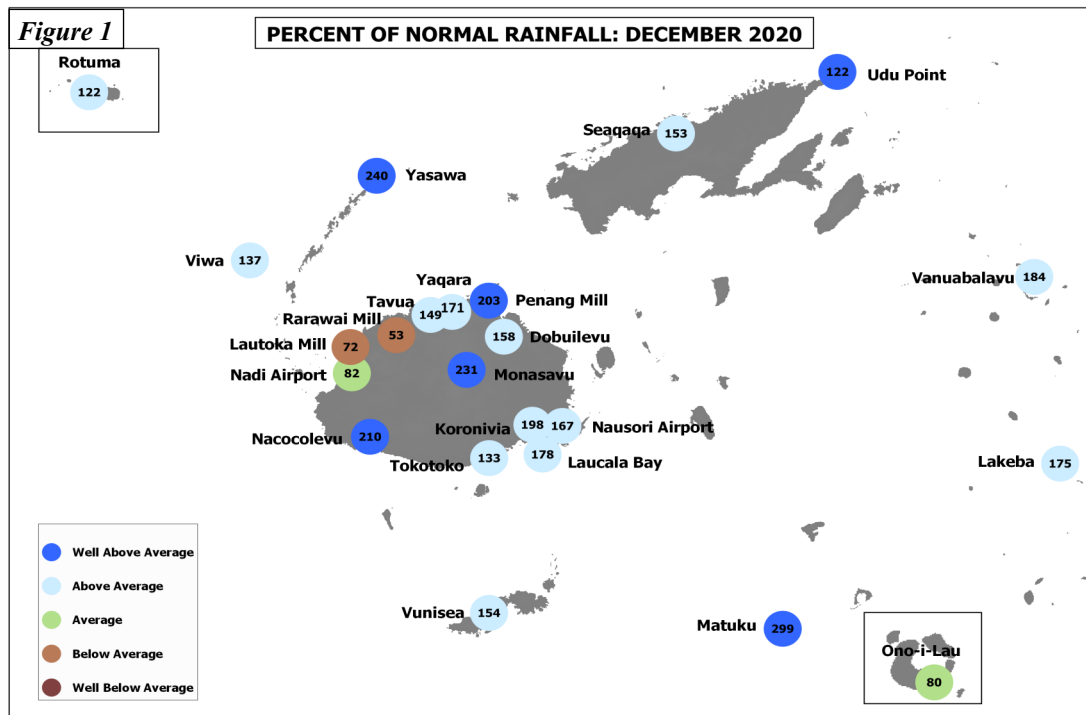 Figure 1
PERCENT OF NORMAL RAINFALL: DECEMBER 2020
Rotuma
122
122
Udu Point
Seaqaqa
153
240
Yasawa
Viwa
137
Vanuabalavu
184
Yaqara
171
203
Penang Mill
Tavua
149
Rarawai Mill
53
158
Dobuilevu
Lautoka Mill
72
Nadi Airport
82
231
Monasavu
Nacocolevu
210
Koronivia
198
167
Nausori Airport
Tokotoko
133
178
Laucala Bay
Lakeba
175
Well Above Average
Above Average
Average
Below Average
Well Below Average
Vunisea
154
Matuku
299
Ono-i-Lau
80